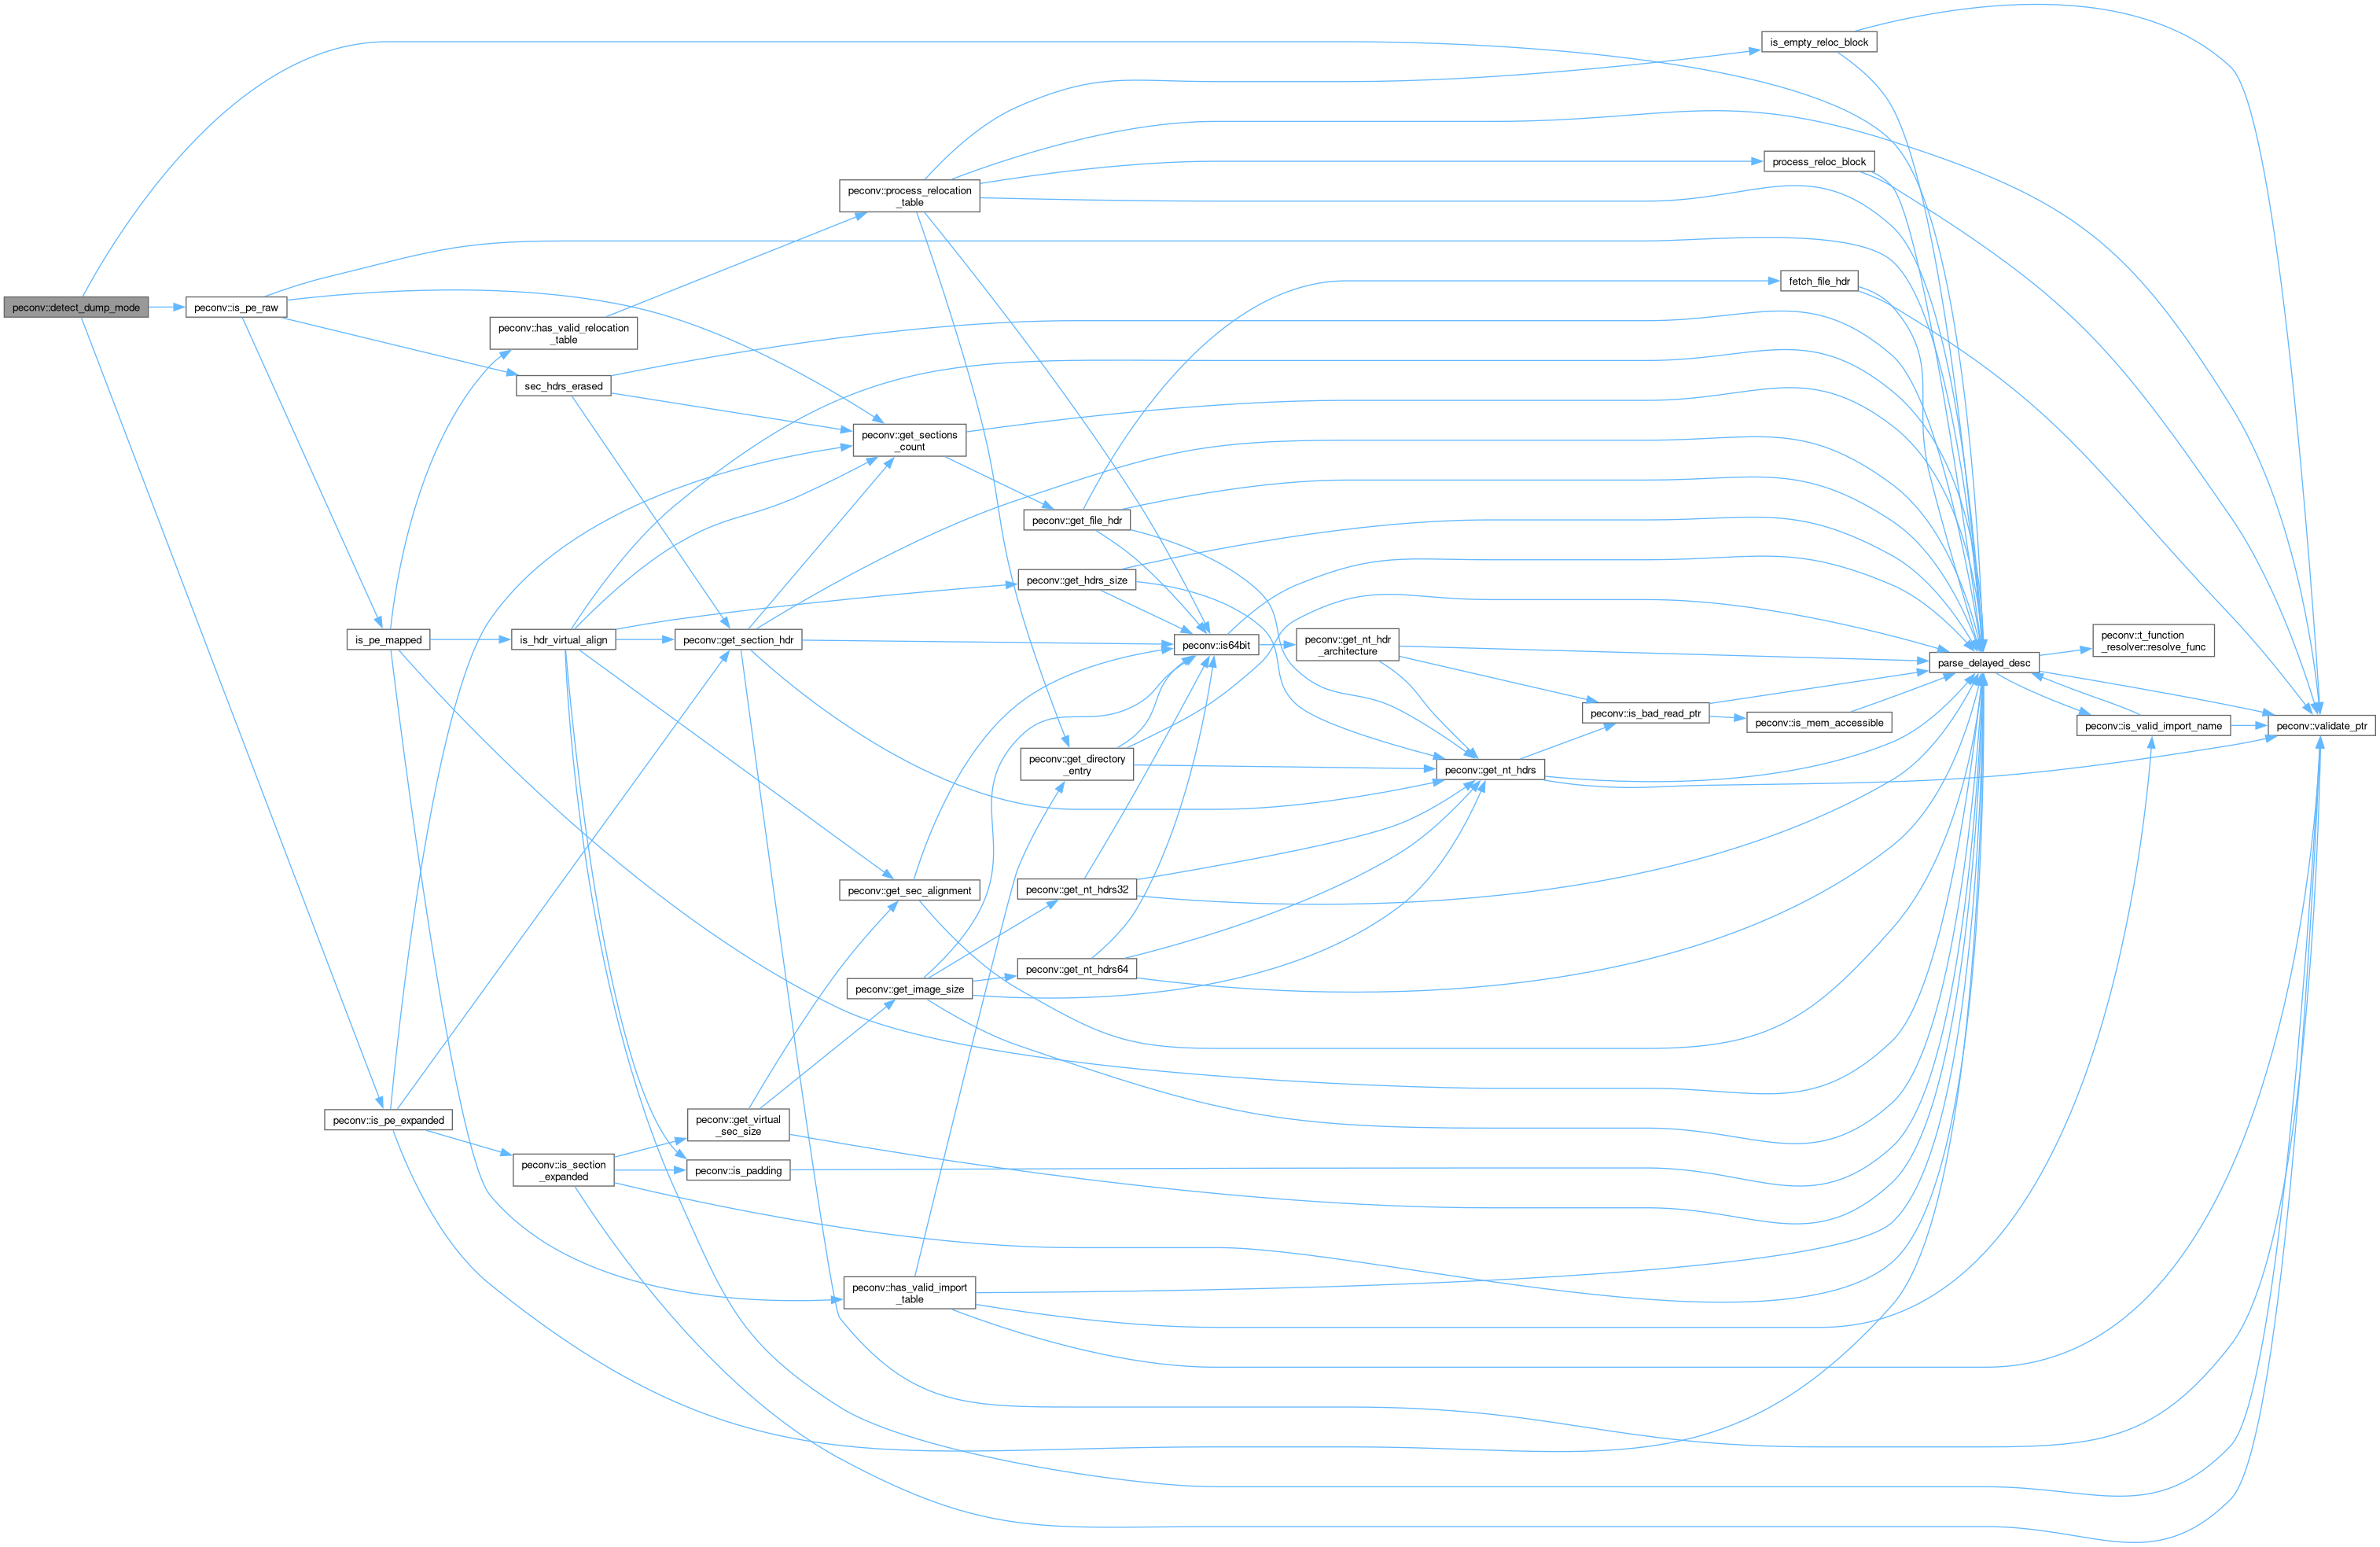 is_empty_reloc_block
process_reloc_block
peconv::process_relocation
_table
fetch_file_hdr
peconv::detect_dump_mode
peconv::is_pe_raw
peconv::has_valid_relocation
_table
sec_hdrs_erased
peconv::get_sections
_count
peconv::get_file_hdr
peconv::get_hdrs_size
is_pe_mapped
is_hdr_virtual_align
peconv::get_section_hdr
peconv::is64bit
peconv::get_nt_hdr
_architecture
parse_delayed_desc
peconv::t_function
_resolver::resolve_func
peconv::is_bad_read_ptr
peconv::is_mem_accessible
peconv::is_valid_import_name
peconv::validate_ptr
peconv::get_directory
_entry
peconv::get_nt_hdrs
peconv::get_sec_alignment
peconv::get_nt_hdrs32
peconv::get_nt_hdrs64
peconv::get_image_size
peconv::is_pe_expanded
peconv::get_virtual
_sec_size
peconv::is_section
_expanded
peconv::is_padding
peconv::has_valid_import
_table